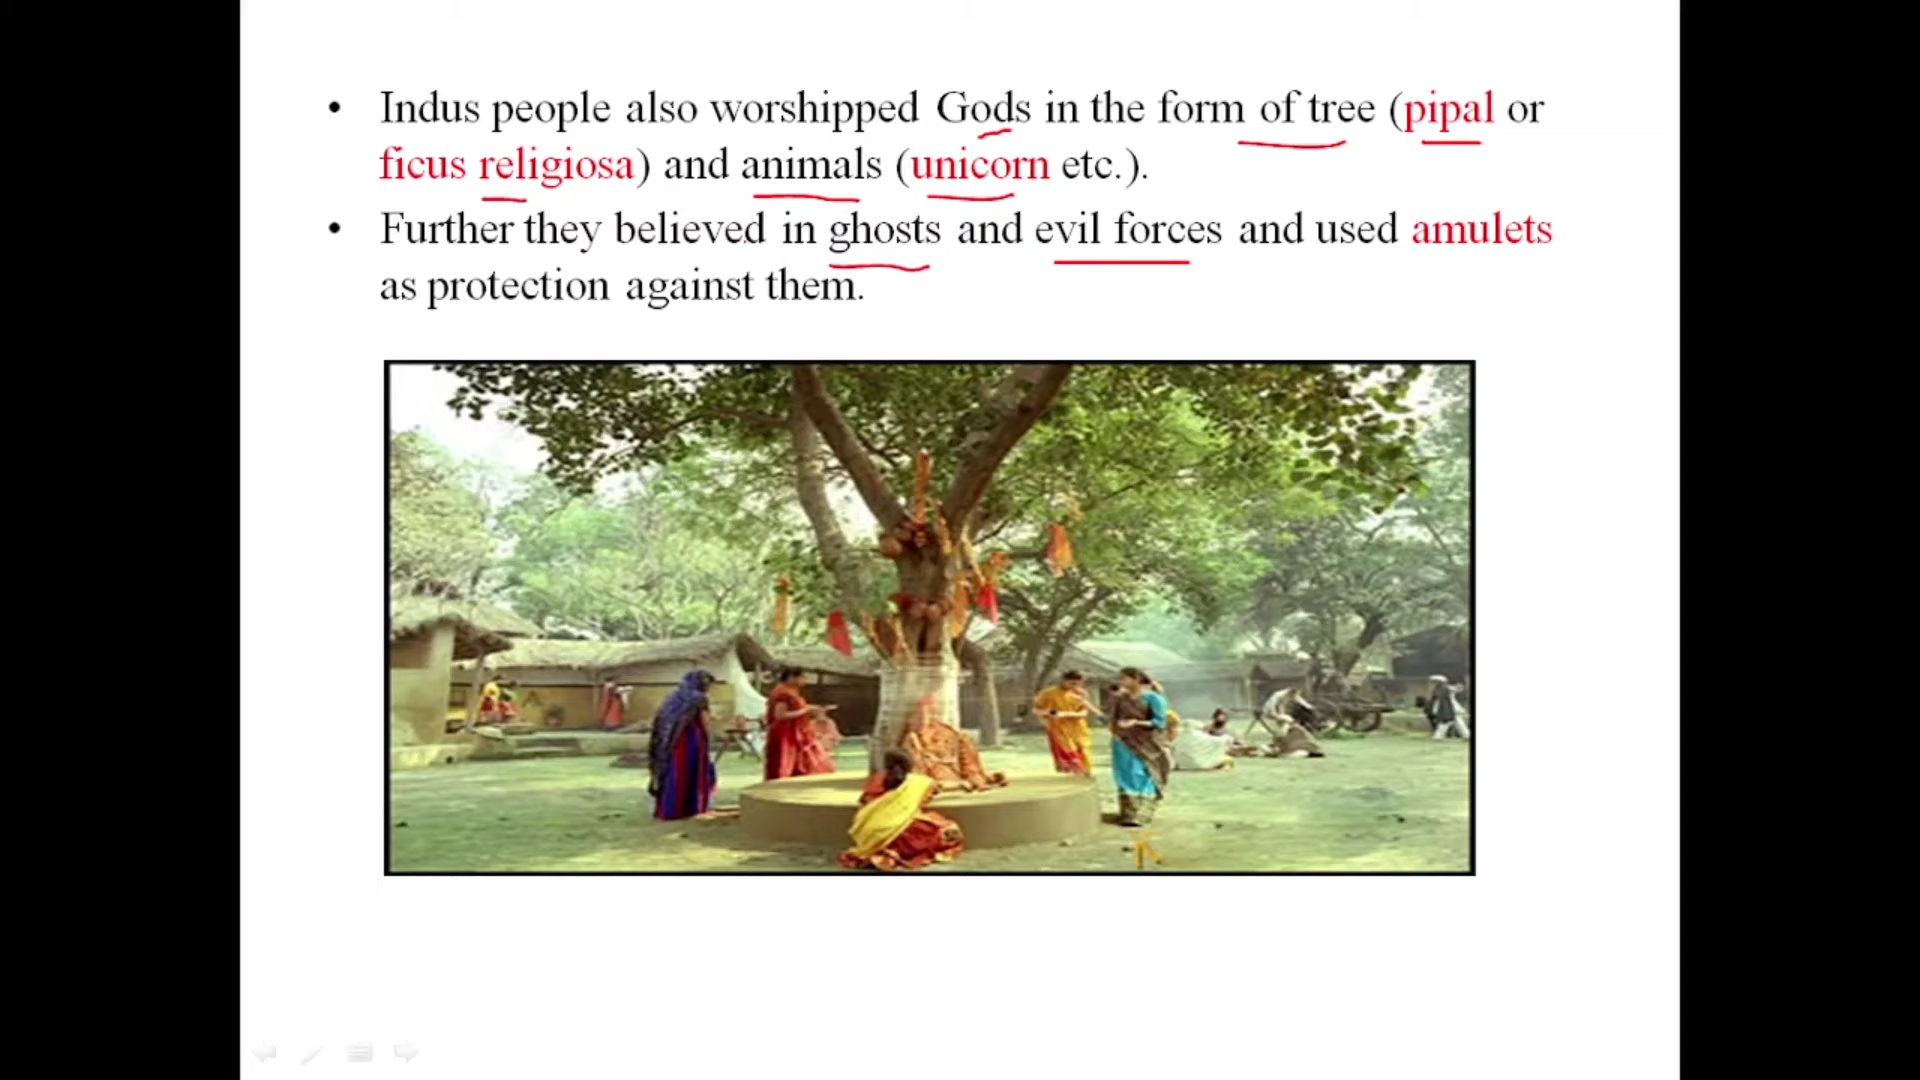 • Indus people also worshipped Gods in the form of tree (pipal or
ficus religiosa) and animals (unicorn etc.).
• Further they believed in ghosts and evil forces and used amulets
as protection against them.